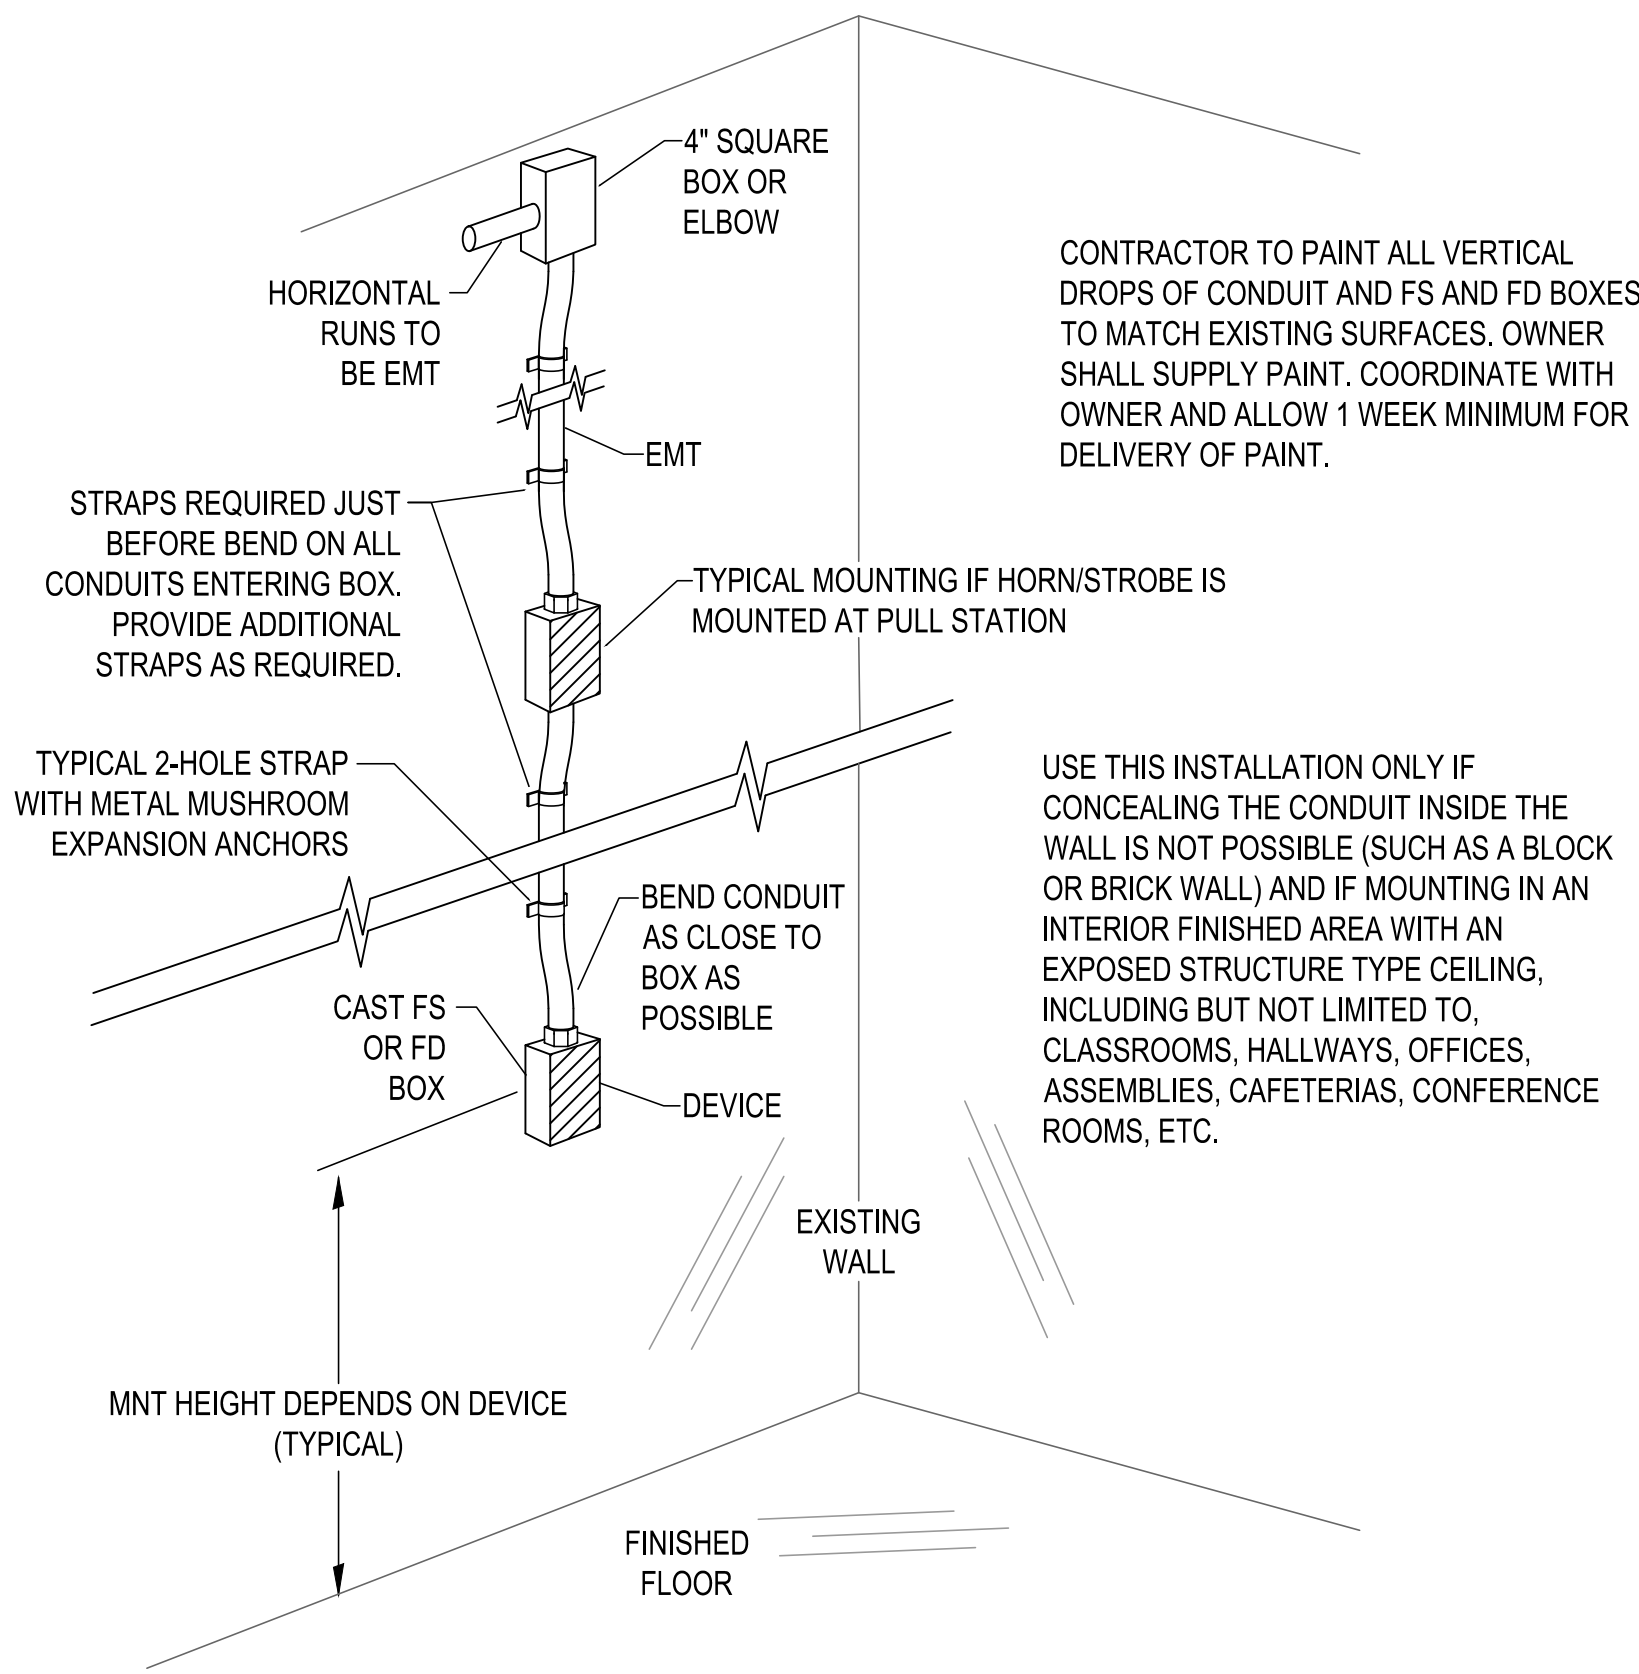 4" SQUARE
BOX OR
ELBOW
HORIZONTAL
RUNS TO
BE EMT
CONTRACTOR TO PAINT ALL VERTICAL
DROPS OF CONDUIT AND FS AND FD BOXES
TO MATCH EXISTING SURFACES. OWNER
SHALL SUPPLY PAINT. COORDINATE WITH
OWNER AND ALLOW 1 WEEK MINIMUM FOR
DELIVERY OF PAINT.
EMT
STRAPS REQUIRED JUST
BEFORE BEND ON ALL
CONDUITS ENTERING BOX.
PROVIDE ADDITIONAL
STRAPS AS REQUIRED.
TYPICAL MOUNTING IF HORN/STROBE IS
MOUNTED AT PULL STATION
TYPICAL 2-HOLE STRAP
WITH METAL MUSHROOM
EXPANSION ANCHORS
USE THIS INSTALLATION ONLY IF
CONCEALING THE CONDUIT INSIDE THE
WALL IS NOT POSSIBLE (SUCH AS A BLOCK
OR BRICK WALL) AND IF MOUNTING IN AN
INTERIOR FINISHED AREA WITH AN
EXPOSED STRUCTURE TYPE CEILING,
INCLUDING BUT NOT LIMITED TO,
CLASSROOMS, HALLWAYS, OFFICES,
ASSEMBLIES, CAFETERIAS, CONFERENCE
ROOMS, ETC.
BEND CONDUIT
AS CLOSE TO
BOX AS
POSSIBLE
CAST FS
OR FD
BOX
DEVICE
EXISTING
WALL
MNT HEIGHT DEPENDS ON DEVICE
(TYPICAL)
FINISHED
FLOOR